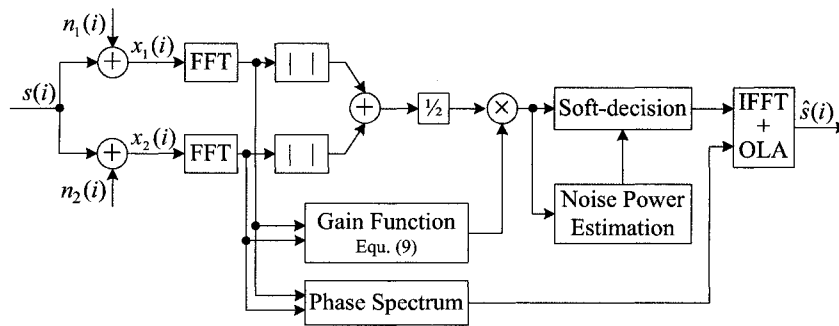 n₁(i)
x₁(i)
FFT
| |
s(i)
+
+
½
×
Soft-decision
IFFT
+
OLA
ŝ(i)
+
x₂(i)
FFT
| |
n₂(i)
Gain Function
Equ. (9)
Noise Power
Estimation
Phase Spectrum